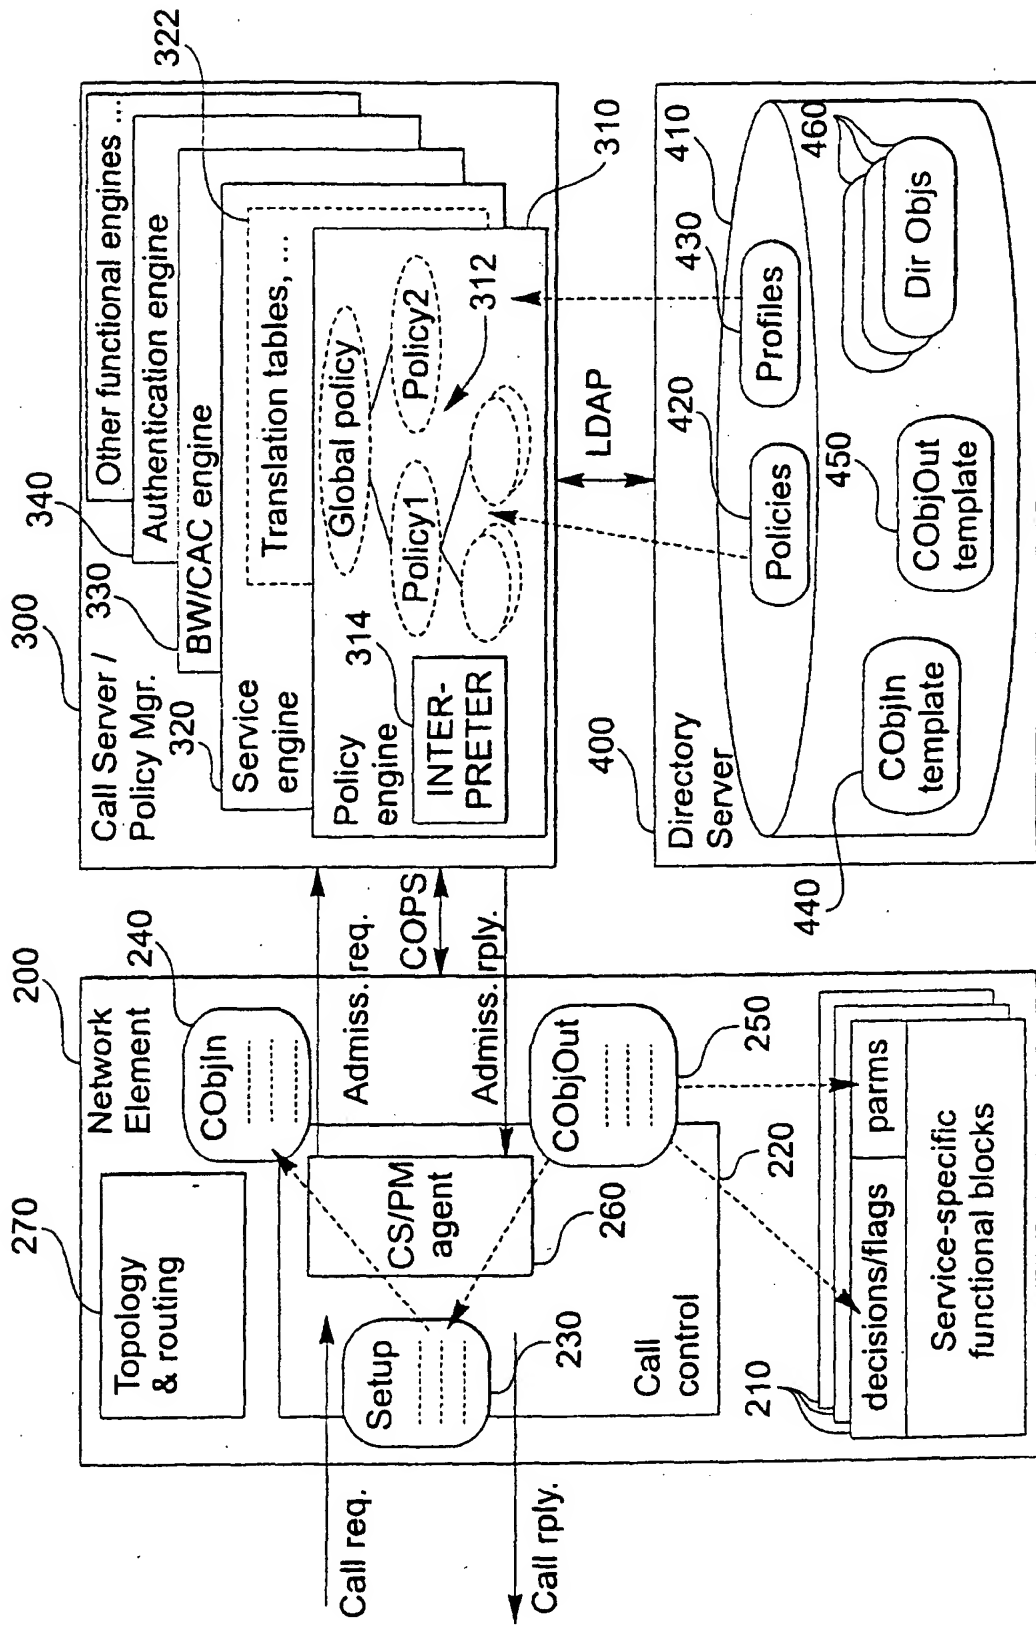 200
Network
Element
270
Topology
& routing
240
CObjIn
Setup
230
CS/PM
agent
260
Call
control
220
CObjOut
250
210
decisions/flags
parms
Service-specific
functional blocks
Call req.
Call rply.
Admiss. req.
COPS
Admiss. rply.
300
Call Server /
Policy Mgr.
320
330
340
322
Other functional engines ...
Authentication engine
BW/CAC engine
Service
engine
Translation tables, ...
Policy
engine
314
INTER-
PRETER
Global policy
Policy1
Policy2
312
310
LDAP
400
Directory
Server
420
430
410
Policies
Profiles
440
CObjIn
template
450
CObjOut
template
460
Dir Objs